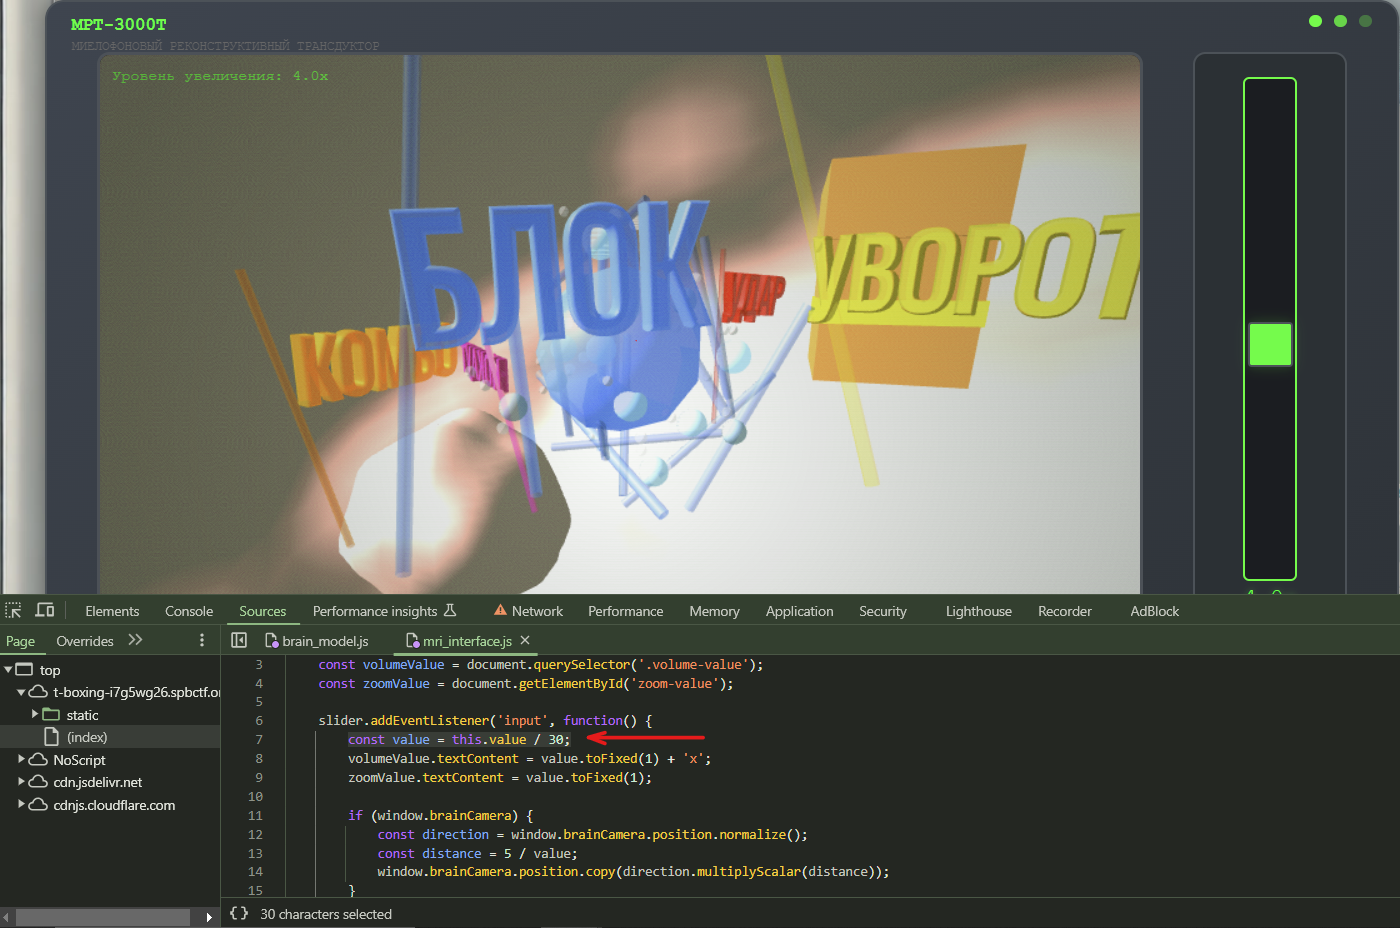 МРТ-3000Т
МИЕЛОФОНОВЫЙ РЕКОНСТРУКТИВНЫЙ ТРАНСДУКТОР
Уровень увеличения: 4.0x
БЛОК
УВОРОТ
УДАР
КОМБО
Elements Console Sources Performance insights Network Performance Memory Application Security Lighthouse Recorder AdBlock
Page Overrides brain_model.js mri_interface.js
top
t-boxing-i7g5wg26.spbctf.or
static
(index)
NoScript
cdn.jsdelivr.net
cdnjs.cloudflare.com
3 const volumeValue = document.querySelector('.volume-value');
4 const zoomValue = document.getElementById('zoom-value');
5
6 slider.addEventListener('input', function() {
7 const value = this.value / 30;
8 volumeValue.textContent = value.toFixed(1) + 'x';
9 zoomValue.textContent = value.toFixed(1);
10
11 if (window.brainCamera) {
12 const direction = window.brainCamera.position.normalize();
13 const distance = 5 / value;
14 window.brainCamera.position.copy(direction.multiplyScalar(distance));
15 }
{} 30 characters selected